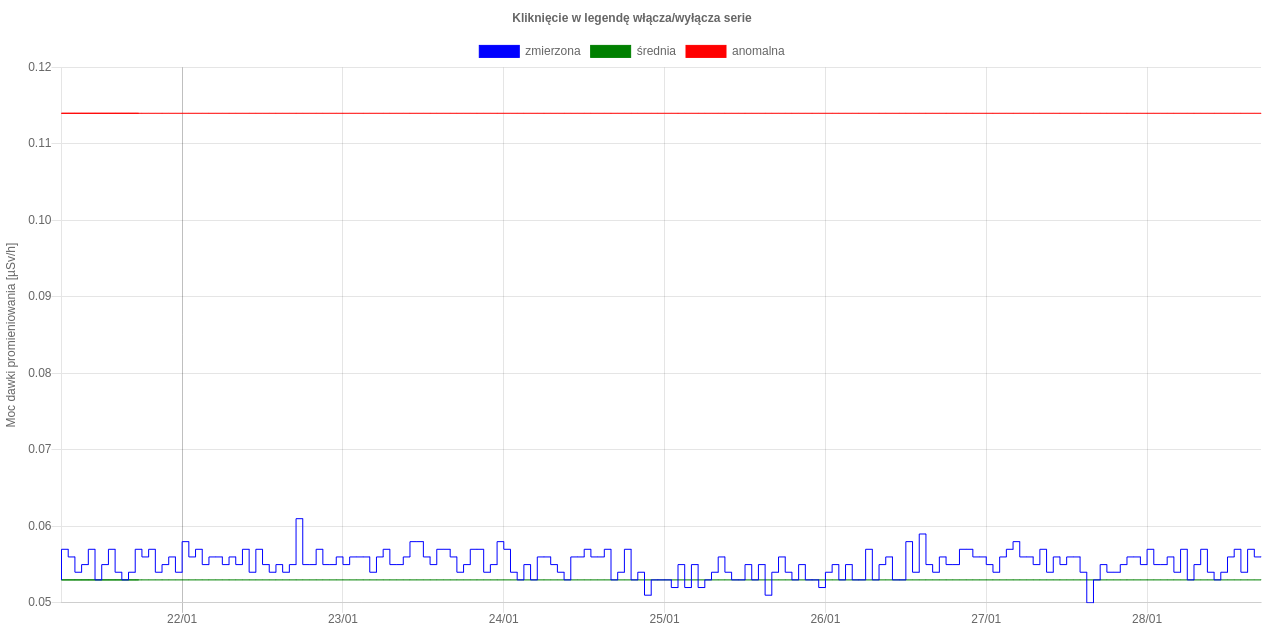 Kliknięcie w legendę włącza/wyłącza serie
zmierzona średnia anomalna
0.12
0.11
0.10
0.09
0.08
0.07
0.06
0.05
Moc dawki promieniowania [µSv/h]
22/01 23/01 24/01 25/01 26/01 27/01 28/01